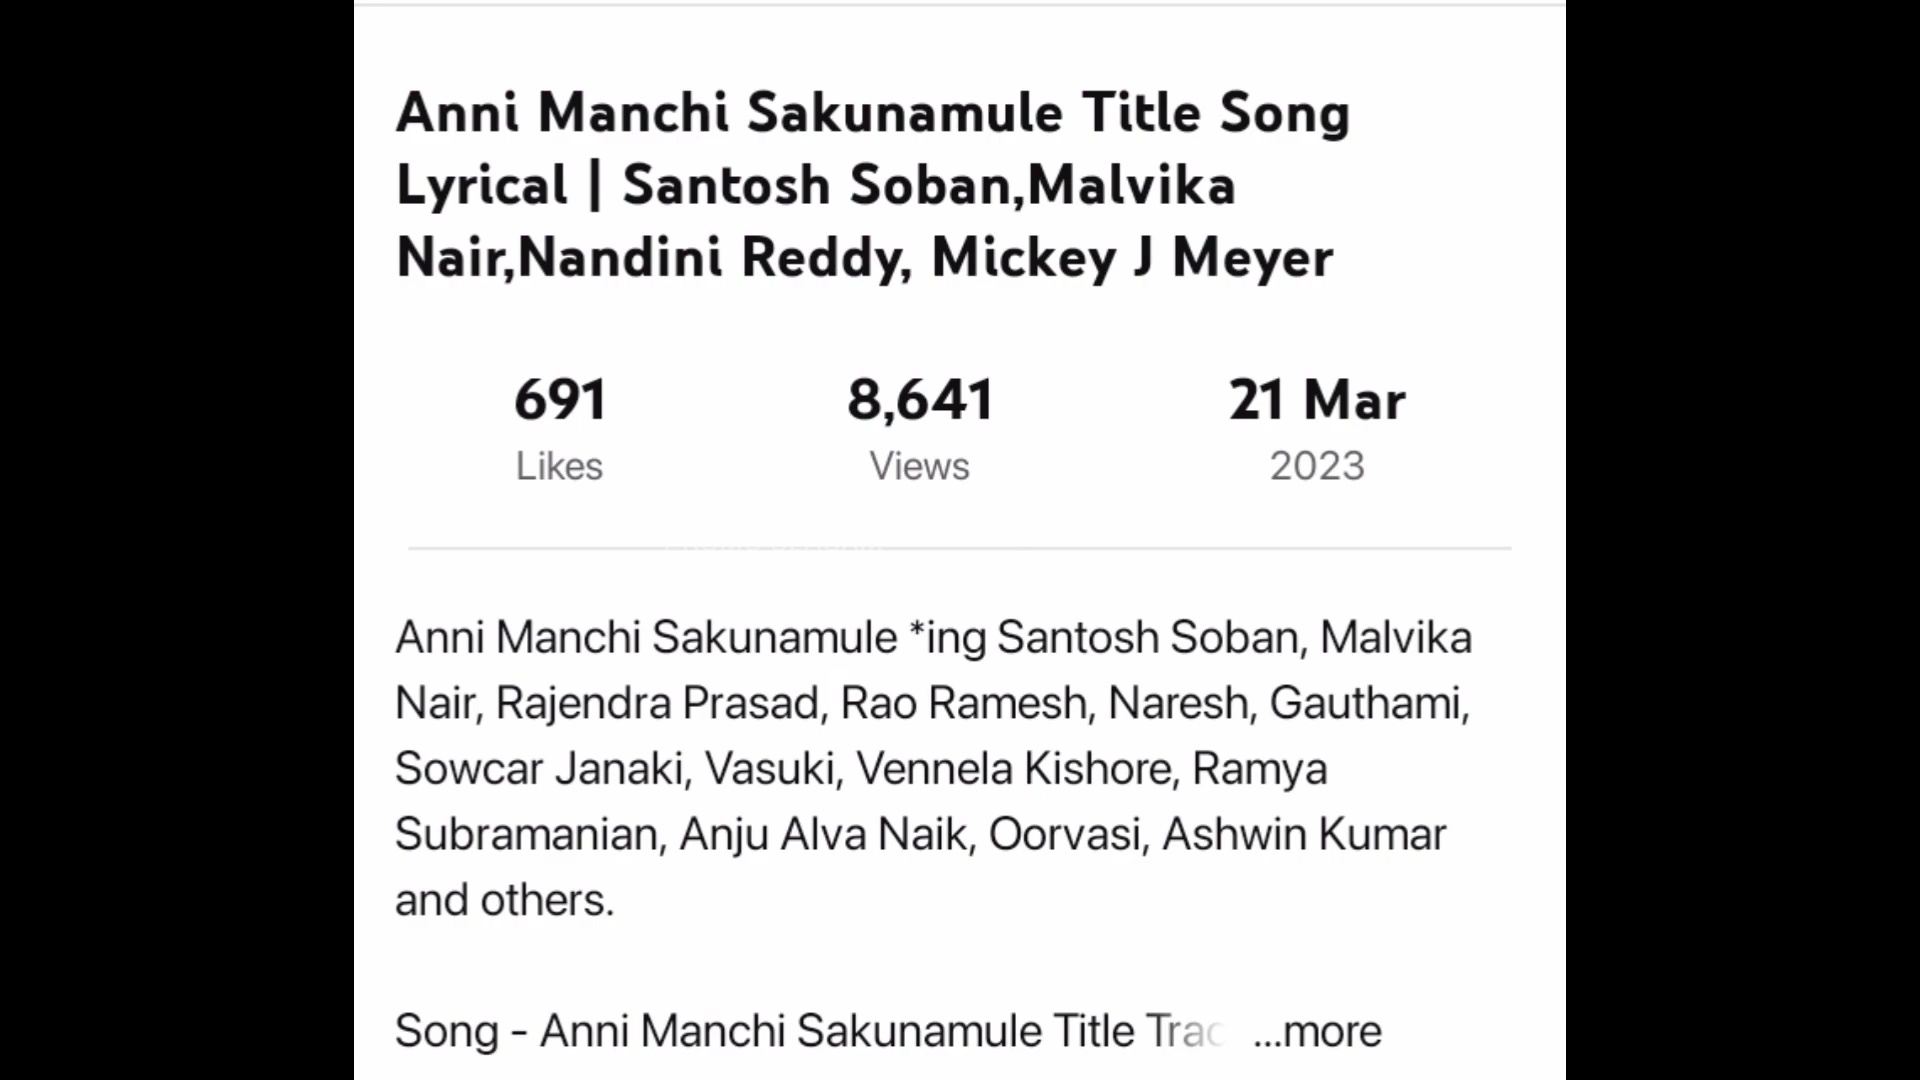 Anni Manchi Sakunamule Title Song
Lyrical | Santosh Soban,Malvika
Nair,Nandini Reddy, Mickey J Meyer
691
8,641
21 Mar
Likes
Views
2023
Anni Manchi Sakunamule *ing Santosh Soban, Malvika
Nair, Rajendra Prasad, Rao Ramesh, Naresh, Gauthami,
Sowcar Janaki, Vasuki, Vennela Kishore, Ramya
Subramanian, Anju Alva Naik, Oorvasi, Ashwin Kumar
and others.
Song - Anni Manchi Sakunamule Title Trac ...more